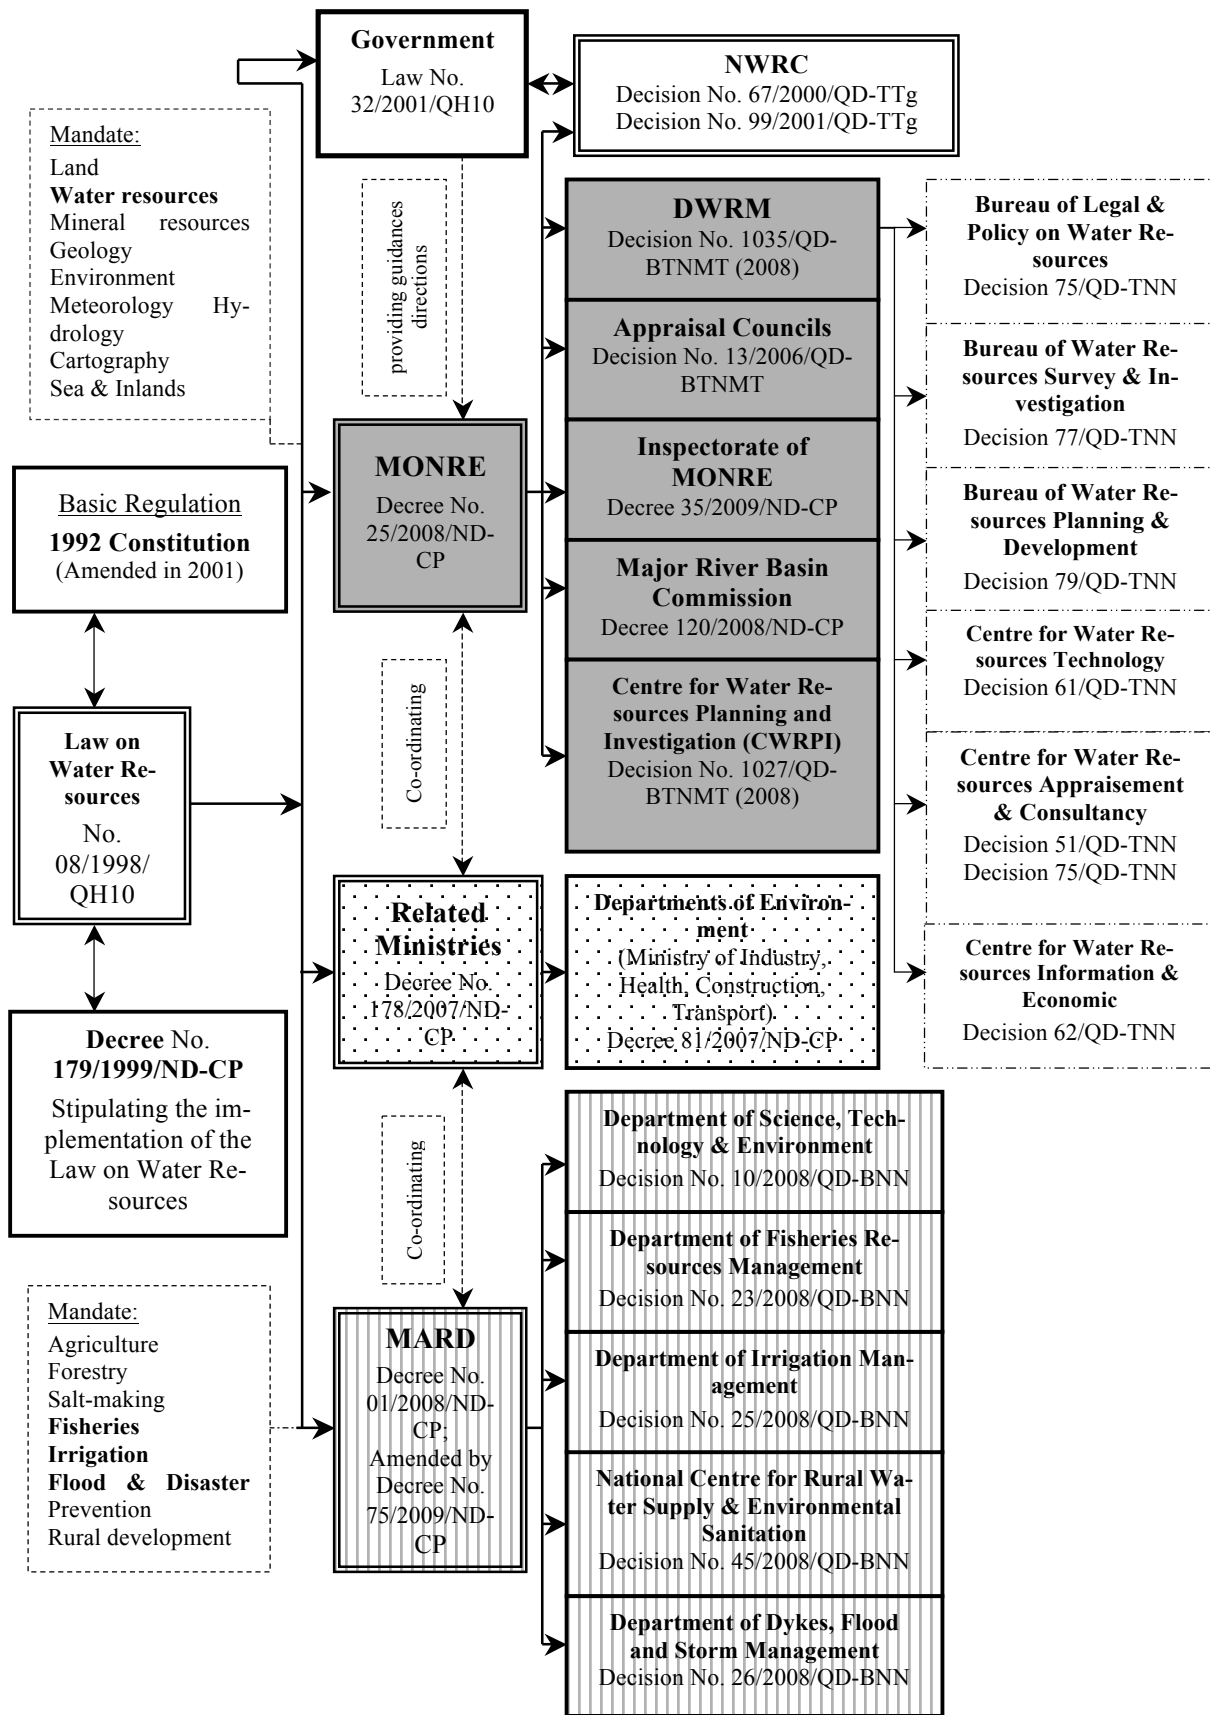 Government
Law No.
32/2001/QH10
NWRC
Decision No. 67/2000/QD-TTg
Decision No. 99/2001/QD-TTg
Mandate:
Land
Water resources
Mineral resources
Geology
Environment
Meteorology Hy-
drology
Cartography
Sea & Inlands
providing guidances
directions
DWRM
Decision No. 1035/QD-
BTNMT (2008)
Appraisal Councils
Decision No. 13/2006/QD-
BTNMT
Inspectorate of
MONRE
Decree 35/2009/ND-CP
Major River Basin
Commission
Decree 120/2008/ND-CP
Centre for Water Re-
sources Planning and
Investigation (CWRPI)
Decision No. 1027/QD-
BTNMT (2008)
Bureau of Legal &
Policy on Water Re-
sources
Decision 75/QD-TNN
Bureau of Water Re-
sources Survey & In-
vestigation
Decision 77/QD-TNN
Bureau of Water Re-
sources Planning &
Development
Decision 79/QD-TNN
Centre for Water Re-
sources Technology
Decision 61/QD-TNN
Centre for Water Re-
sources Appraisement
& Consultancy
Decision 51/QD-TNN
Decision 75/QD-TNN
Centre for Water Re-
sources Information &
Economic
Decision 62/QD-TNN
MONRE
Decree No.
25/2008/ND-
CP
Basic Regulation
1992 Constitution
(Amended in 2001)
Co-ordinating
Law on
Water Re-
sources
No.
08/1998/
QH10
Related
Ministries
Decree No.
178/2007/ND-
CP
Departments of Environ-
ment
(Ministry of Industry,
Health, Construction,
Transport)
Decree 81/2007/ND-CP
Decree No.
179/1999/ND-CP
Stipulating the im-
plementation of the
Law on Water Re-
sources
Co-ordinating
Department of Science, Tech-
nology & Environment
Decision No. 10/2008/QD-BNN
Department of Fisheries Re-
sources Management
Decision No. 23/2008/QD-BNN
Department of Irrigation Man-
agement
Decision No. 25/2008/QD-BNN
National Centre for Rural Wa-
ter Supply & Environmental
Sanitation
Decision No. 45/2008/QD-BNN
Department of Dykes, Flood
and Storm Management
Decision No. 26/2008/QD-BNN
Mandate:
Agriculture
Forestry
Salt-making
Fisheries
Irrigation
Flood & Disaster
Prevention
Rural development
MARD
Decree No.
01/2008/ND-
CP;
Amended by
Decree No.
75/2009/ND-
CP